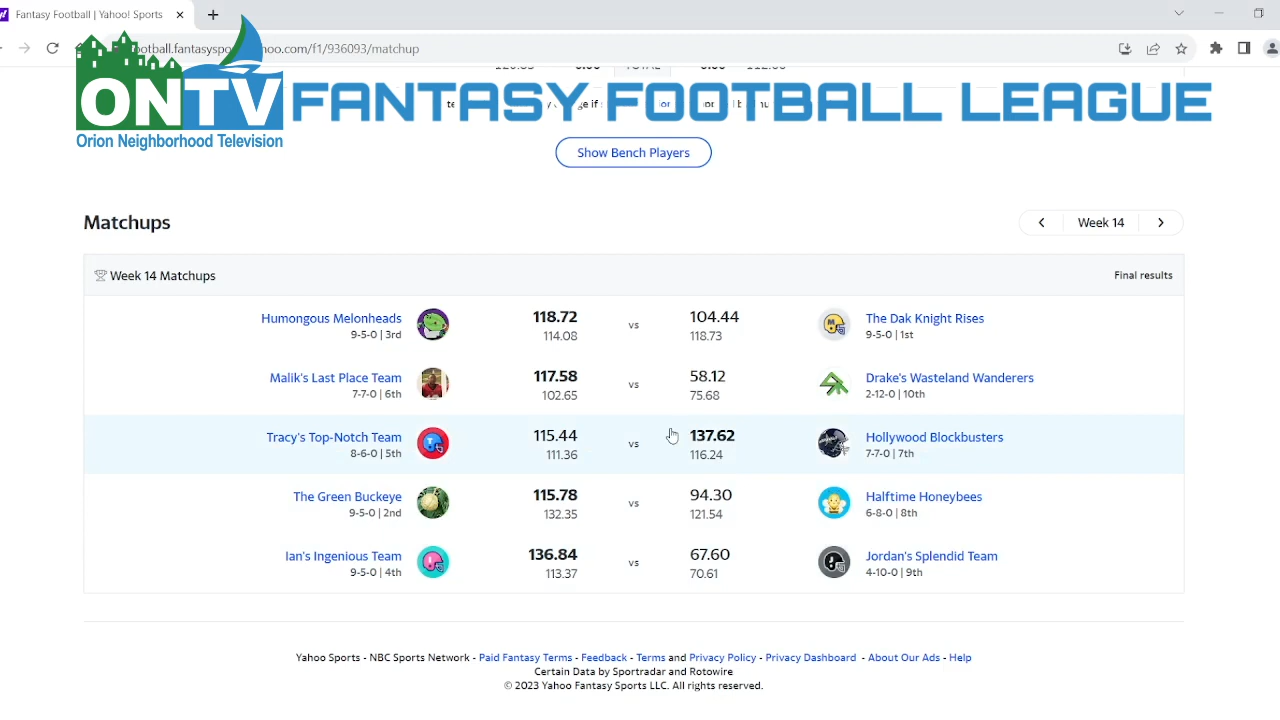 Fantasy Football | Yahoo! Sports
football.fantasyspo hoo.com/f1/936093/matchup
ONTV FANTASY FOOTBALL LEAGUE
Orion Neighborhood Television
TOTAL
Show Bench Players
Matchups
Week 14
Week 14 Matchups
Final results
Humongous Melonheads 118.72 vs 104.44 The Dak Knight Rises
9-5-0 | 3rd 114.08 118.73 9-5-0 | 1st
Malik's Last Place Team 117.58 vs 58.12 Drake's Wasteland Wanderers
7-7-0 | 6th 102.65 75.68 2-12-0 | 10th
Tracy's Top-Notch Team 115.44 vs 137.62 Hollywood Blockbusters
8-6-0 | 5th 111.36 116.24 7-7-0 | 7th
The Green Buckeye 115.78 vs 94.30 Halftime Honeybees
9-5-0 | 2nd 132.35 121.54 6-8-0 | 8th
Ian's Ingenious Team 136.84 vs 67.60 Jordan's Splendid Team
9-5-0 | 4th 113.37 70.61 4-10-0 | 9th
Yahoo Sports - NBC Sports Network - Paid Fantasy Terms - Feedback - Terms and Privacy Policy - Privacy Dashboard - About Our Ads - Help
Certain Data by Sportradar and Rotowire
© 2023 Yahoo Fantasy Sports LLC. All rights reserved.